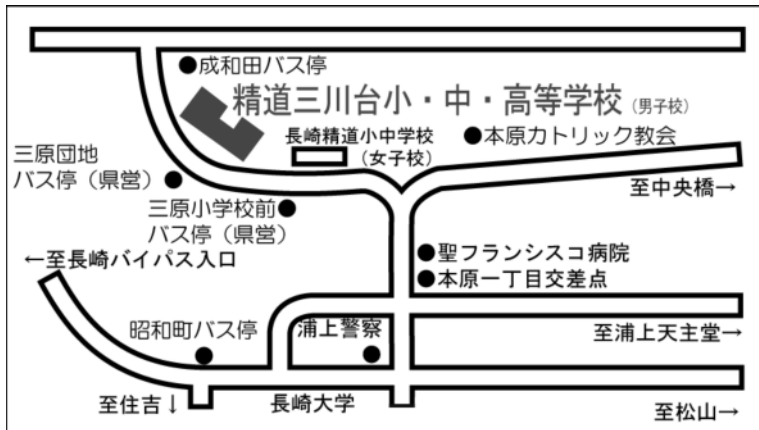 成和田バス停
精道三川台小・中・高等学校(男子校)
長崎精道小中学校
(女子校)
本原カトリック教会
三原団地
バス停(県営)
至中央橋→
三原小学校前
バス停(県営)
←至長崎バイパス入口
聖フランシスコ病院
本原一丁目交差点
昭和町バス停
浦上警察
至浦上天主堂→
至住吉↓
長崎大学
至松山→